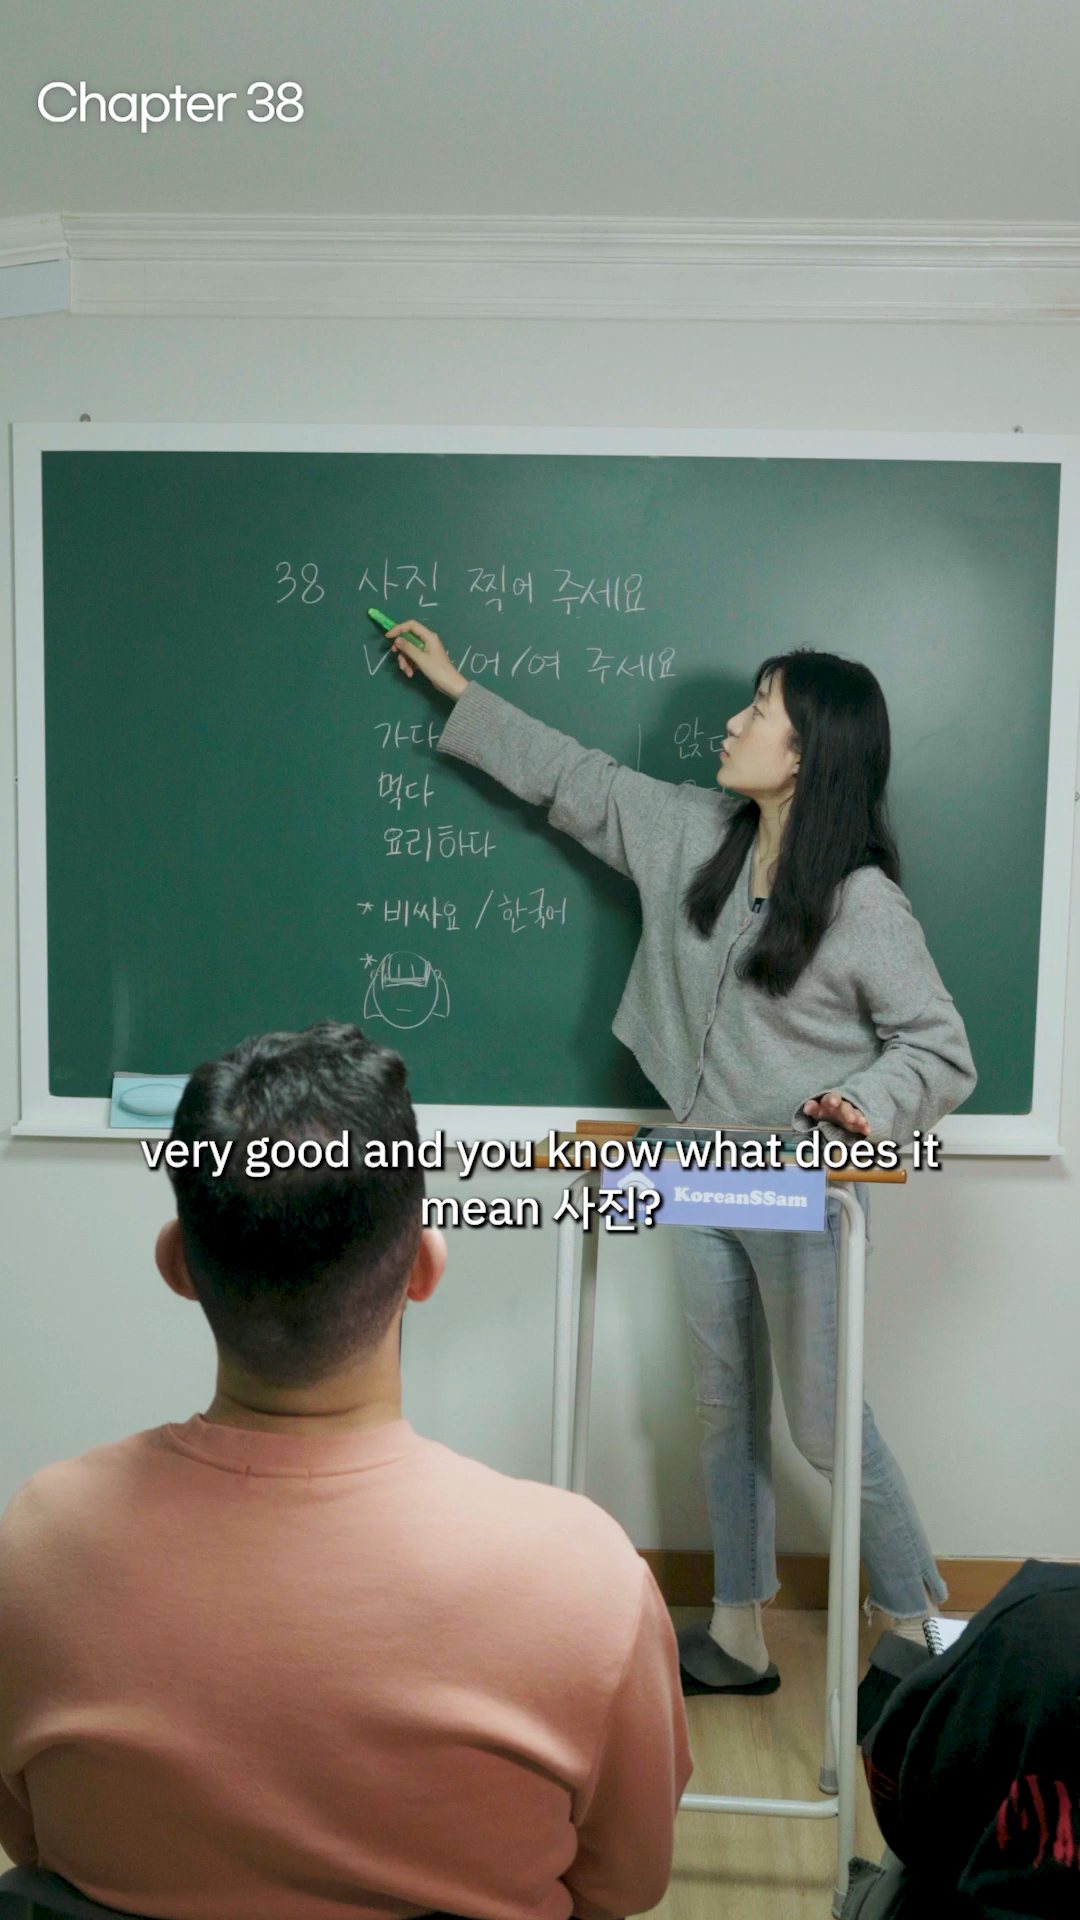 Chapter 38
38 사진 찍어 주세요
V /어/여 주세요
가다
먹다
요리하다
* 비싸요 / 한국어
*
very good and you know what does it
mean 사진?
KoreanSSam